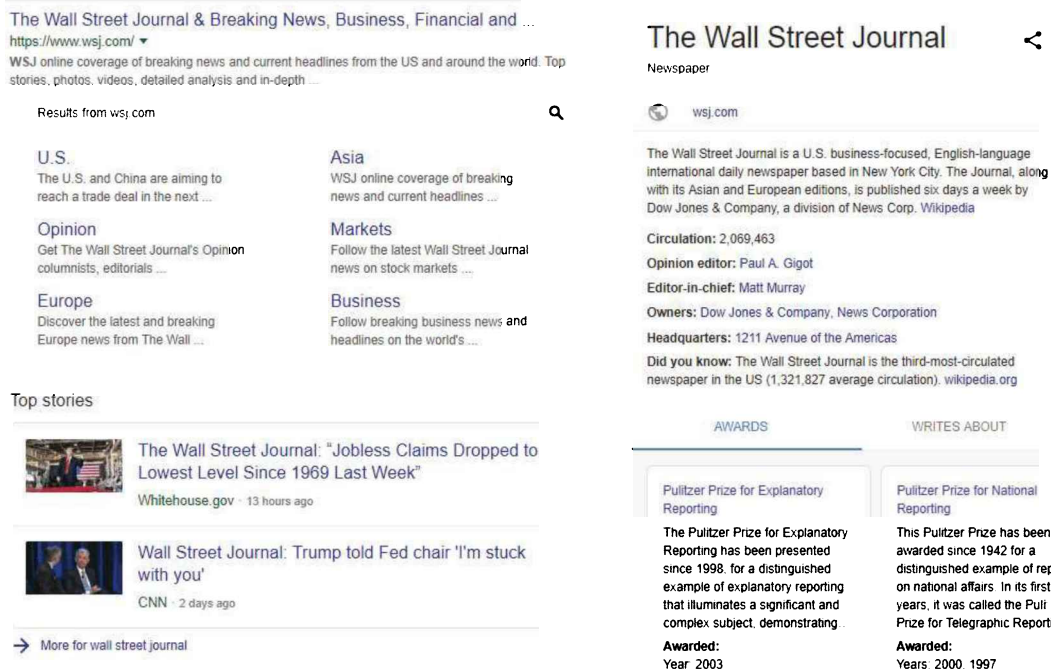 The Wall Street Journal & Breaking News, Business, Financial and ...
https://www.wsj.com/
WSJ online coverage of breaking news and current headlines from the US and around the world. Top
stories, photos, videos, detailed analysis and in-depth ...
Results from wsj.com
U.S.
The U.S. and China are aiming to
reach a trade deal in the next ...
Asia
WSJ online coverage of breaking
news and current headlines ...
Opinion
Get The Wall Street Journal's Opinion
columnists, editorials ...
Markets
Follow the latest Wall Street Journal
news on stock markets ...
Europe
Discover the latest and breaking
Europe news from The Wall ...
Business
Follow breaking business news and
headlines on the world's ...
Top stories
The Wall Street Journal: “Jobless Claims Dropped to
Lowest Level Since 1969 Last Week”
Whitehouse.gov · 13 hours ago
Wall Street Journal: Trump told Fed chair 'I'm stuck
with you'
CNN · 2 days ago
→ More for wall street journal
The Wall Street Journal
Newspaper
wsj.com
The Wall Street Journal is a U.S. business-focused, English-language
international daily newspaper based in New York City. The Journal, along
with its Asian and European editions, is published six days a week by
Dow Jones & Company, a division of News Corp. Wikipedia
Circulation: 2,069,463
Opinion editor: Paul A. Gigot
Editor-in-chief: Matt Murray
Owners: Dow Jones & Company, News Corporation
Headquarters: 1211 Avenue of the Americas
Did you know: The Wall Street Journal is the third-most-circulated
newspaper in the US (1,321,827 average circulation). wikipedia.org
AWARDS
WRITES ABOUT
Pulitzer Prize for Explanatory
Reporting
The Pulitzer Prize for Explanatory
Reporting has been presented
since 1998, for a distinguished
example of explanatory reporting
that illuminates a significant and
complex subject, demonstrating...
Awarded:
Year 2003
Pulitzer Prize for National
Reporting
This Pulitzer Prize has been
awarded since 1942 for a
distinguished example of rep
on national affairs. In its first
years, it was called the Puli
Prize for Telegraphic Report
Awarded:
Years: 2000, 1997